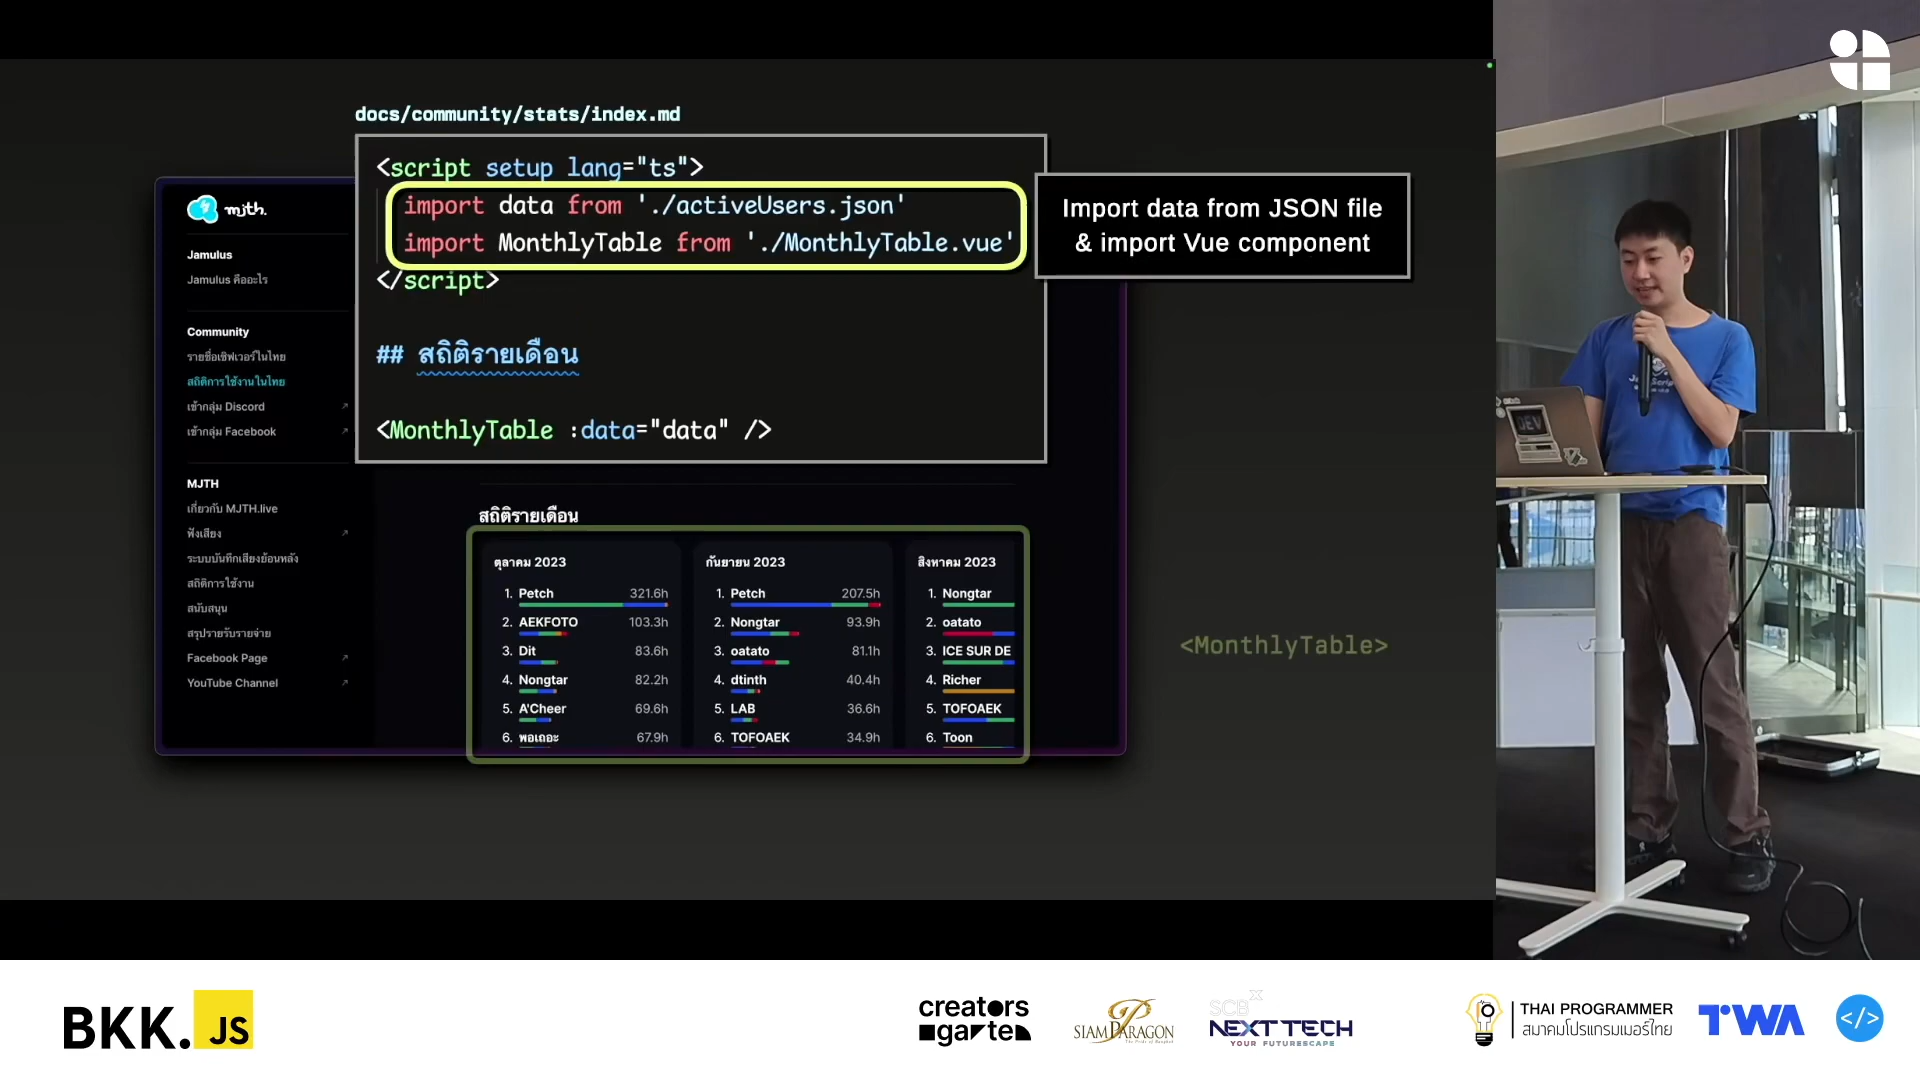 docs/community/stats/index.md
<script setup lang="ts">
import data from './activeUsers.json'
import MonthlyTable from './MonthlyTable.vue'
</script>
## สถิติรายเดือน
<MonthlyTable :data="data" />
Import data from JSON file
& import Vue component
mjth.
Jamulus
Jamulus คืออะไร
Community
รายชื่อเซิฟเวอร์ในไทย
สถิติการใช้งานในไทย
เข้ากลุ่ม Discord
เข้ากลุ่ม Facebook
MJTH
เกี่ยวกับ MJTH.live
ฟังเสียง
ระบบบันทึกเสียงย้อนหลัง
สถิติการใช้งาน
สนับสนุน
สรุปรายรับรายจ่าย
Facebook Page
YouTube Channel
สถิติรายเดือน
ตุลาคม 2023
1. Petch 321.6h
2. AEKFOTO 103.3h
3. Dit 83.6h
4. Nongtar 82.2h
5. A'Cheer 69.6h
6. พอเถอะ 67.9h
กันยายน 2023
1. Petch 207.5h
2. Nongtar 93.9h
3. oatato 81.1h
4. dtinth 40.4h
5. LAB 36.6h
6. TOFOAEK 34.9h
สิงหาคม 2023
1. Nongtar
2. oatato
3. ICE SUR DE
4. Richer
5. TOFOAEK
6. Toon
<MonthlyTable>
DEV
BKK.JS
creators
garten
SIAM PARAGON
SCBX
NEXT TECH
YOUR FUTURESCAPE
THAI PROGRAMMER
สมาคมโปรแกรมเมอร์ไทย
TWA
</>